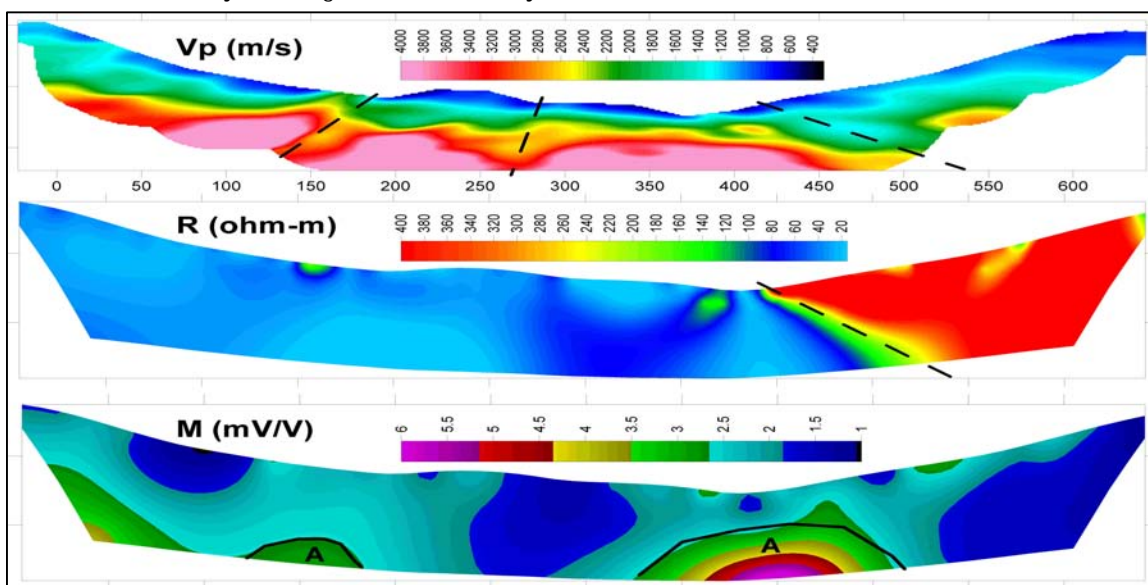 Vp (m/s)
4000 3800 3600 3400 3200 3000 2800 2600 2400 2200 2000 1800 1600 1400 1200 1000 800 600 400
0 50 100 150 200 250 300 350 400 450 500 550 600
R (ohm-m)
400 380 360 340 320 300 280 260 240 220 200 180 160 140 120 100 80 60 40 20
M (mV/V)
6 5.5 5 4.5 4 3.5 3 2.5 2 1.5 1
A A